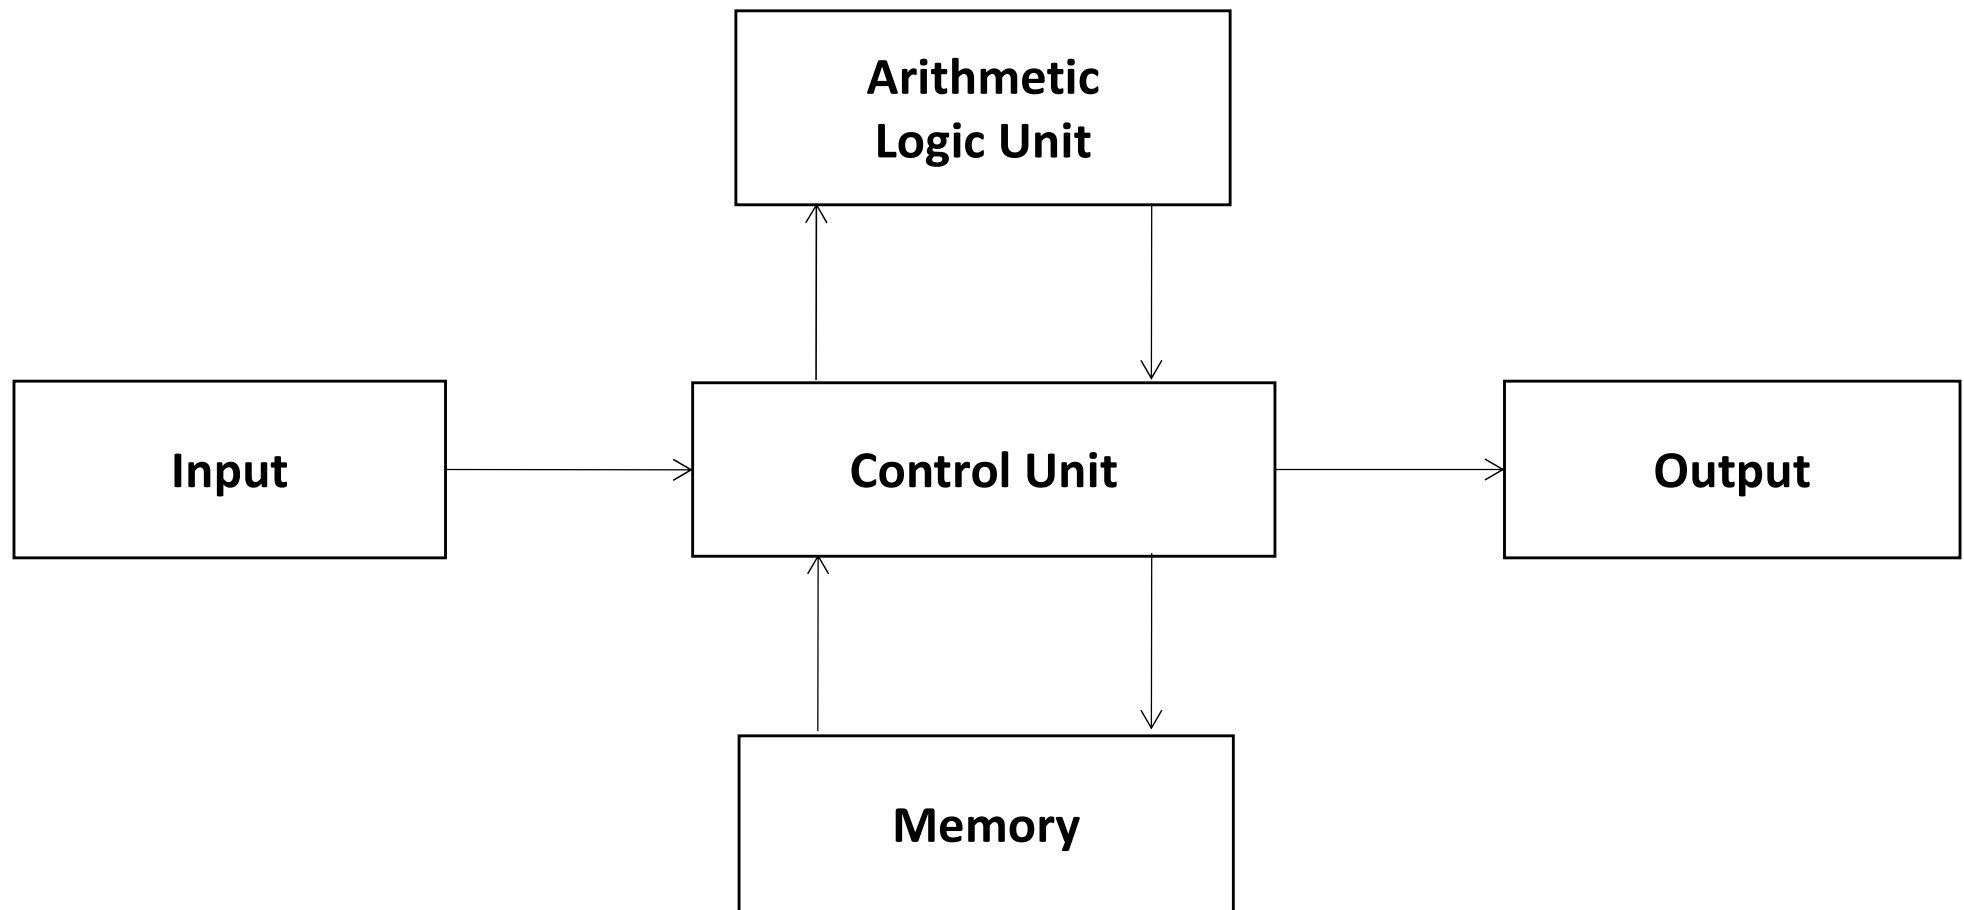 Arithmetic
Logic Unit
Input
Control Unit
Output
Memory